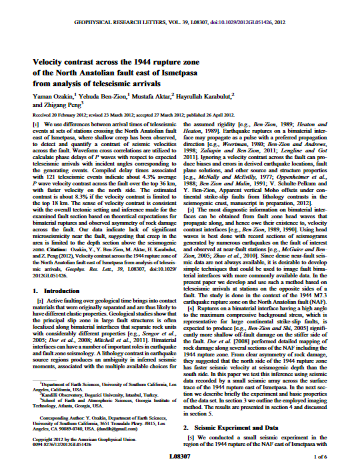 GEOPHYSICAL RESEARCH LETTERS, VOL. 39, L08307, doi:10.1029/2012GL051426, 2012
Velocity contrast across the 1944 rupture zone
of the North Anatolian fault east of Ismetpasa
from analysis of teleseismic arrivals
Yaman Ozakin,1 Yehuda Ben-Zion,1 Mustafa Aktar,2 Hayrullah Karabulut,2
and Zhigang Peng3
Received 20 February 2012; revised 23 March 2012; accepted 27 March 2012; published 26 April 2012.
[1] We use differences between arrival times of teleseismic
events at sets of stations crossing the North Anatolian fault
east of Ismetpasa, where shallow creep has been observed,
to detect and quantify a contrast of seismic velocities
across the fault. Waveform cross correlations are utilized to
calculate phase delays of P waves with respect to expected
teleseismic arrivals with incident angles corresponding to
the generating events. Compiled delay times associated
with 121 teleseismic events indicate about 4.3% average
P wave velocity contrast across the fault over the top 36 km,
with faster velocity on the north side. The estimated
contrast is about 8.3% if the velocity contrast is limited to
the top 18 km. The sense of velocity contrast is consistent
with the overall tectonic setting and inference made for the
examined fault section based on theoretical expectations for
bimaterial ruptures and observed asymmetry of rock damage
across the fault. Our data indicate lack of significant
microseismicity near the fault, suggesting that creep in the
area is limited to the depth section above the seismogenic
zone. Citation: Ozakin, Y., Y. Ben-Zion, M. Aktar, H. Karabulut,
and Z. Peng (2012), Velocity contrast across the 1944 rupture zone of
the North Anatolian fault east of Ismetpasa from analysis of teleseis-
mic arrivals, Geophys. Res. Lett., 39, L08307, doi:10.1029/
2012GL051426.
1. Introduction
[2] Active faulting over geological time brings into contact
materials that were originally separated and are thus likely to
have different elastic properties. Geological studies show that
the principal slip zone in large fault structures is often
localized along bimaterial interfaces that separate rock units
with considerably different properties [e.g., Sengor et al.,
2005; Dor et al., 2008; Mitchell et al., 2011]. Bimaterial
interfaces can have a number of important roles in earthquake
and fault zone seismology. A lithology contrast in earthquake
source regions produces an ambiguity in inferred seismic
moments, associated with the multiple available choices for
1Department of Earth Sciences, University of Southern California, Los
Angeles, California, USA.
2Kandilli Observatory, Bogazici University, Istanbul, Turkey.
3School of Earth and Atmospheric Sciences, Georgia Institute of
Technology, Atlanta, Georgia, USA.
Corresponding Author: Y. Ozakin, Department of Earth Sciences,
University of Southern California, 3651 Trousdale Pkwy.
Los Angeles, CA 90089-0740, USA.
Copyright 2012 by the American Geophysical Union.
0094-8276/12/2012GL051426
the assumed rigidity [e.g., Ben-Zion, 1989; Heaton and
Heaton, 1989]. Earthquake ruptures on a bimaterial inter-
face may propagate as a pulse with a preferred propagation
direction [e.g., Weertman, 1980; Ben-Zion and Andrews,
1998; Zaliapin and Ben-Zion, 2011; Lengline and Got
2011]. Ignoring a velocity contrast across the fault can pro-
duce biases and errors in derived earthquake locations, fault
plane solutions, and other source and structure properties
[e.g., McNally and McEvilly, 1977; Oppenheimer et al.,
1988; Ben-Zion and Malin, 1991; V. Schulte-Pelkum and
Y. Ben-Zion, Apparent vertical Moho offsets under con-
tinental strike-slip faults from lithology contrasts in the
seismogenic crust, manuscript in preparation, 2012].
[3] The most diagnostic information on bimaterial inter-
faces can be obtained from fault zone head waves that
propagate along, and hence owe their existence to, velocity
contrast interfaces [e.g., Ben-Zion, 1989, 1990]. Using head
waves is best done with recent sections of seismograms
generated by numerous earthquakes on the fault of interest
and observed at near-fault stations [e.g., McGuire and Ben-
Zion, 2005; Zhao et al., 2010]. Since dense near-fault seis-
mic data are not always available, it is desirable to develop
simple techniques that could be used to image fault bima-
terial interfaces with more commonly available data. In the
present paper we develop and use such a method based on
teleseismic arrivals at stations on the opposite sides of a
fault. The study is done in the context of the 1944 M7.3
earthquake rupture zone on the North Anatolian fault (NAF).
[4] Ruptures on a bimaterial interface having a high angle
to the maximum compressive background stress, which is
representative for large continental strike-slip faults, is
expected to produce [e.g., Ben-Zion and Shi, 2005] signifi-
cantly more shallow off-fault damage on the stiffer side of
the fault. Dor et al. [2008] performed detailed mapping of
rock damage along several sections of the NAF including the
1944 rupture zone. From clear asymmetry of rock damage,
they suggested that the north side of the 1944 rupture zone
has faster seismic velocity at seismogenic depth than the
south side. In this paper we test this inference using seismic
data recorded by a small array across the surface
trace of the 1944 rupture east of Ismetpasa. In the next sec-
tion we describe briefly the experiment and basic properties
of the data set. In section 3 we outline the employed imaging
method. The results are presented in section 4 and discussed
in section 5.
2. Seismic Experiment and Data
[5] We conducted a small seismic experiment in the
region of the 1944 rupture of the NAF east of Ismetpasa with
L08307
1 of 6